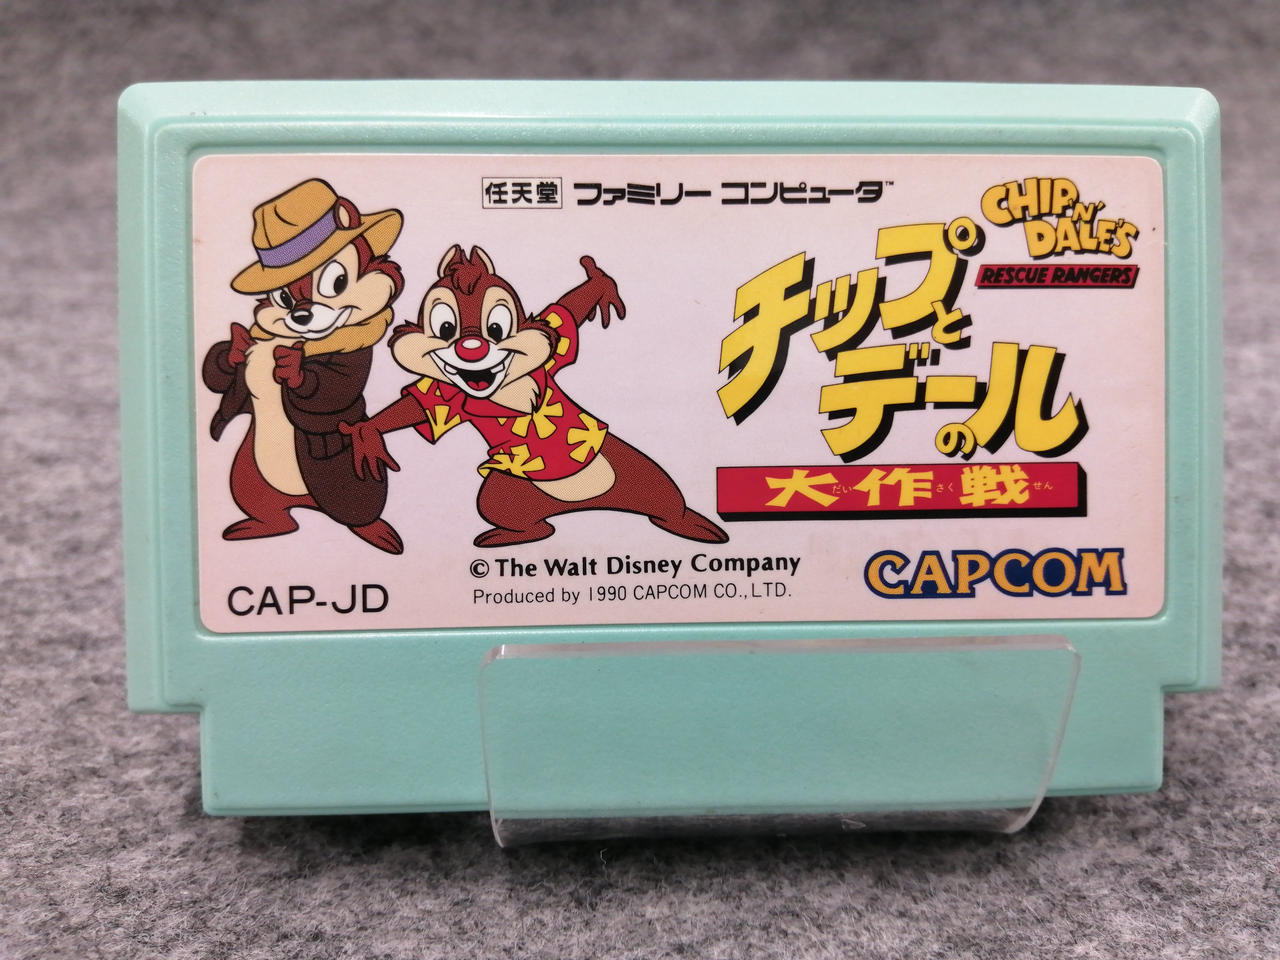 任天堂 ファミリー コンピュータ™
CHIP 'N' DALE'S
RESCUE RANGERS
チップと
デールの
大作戦
だい さく せん
© The Walt Disney Company
Produced by 1990 CAPCOM CO., LTD.
CAP-JD
CAPCOM